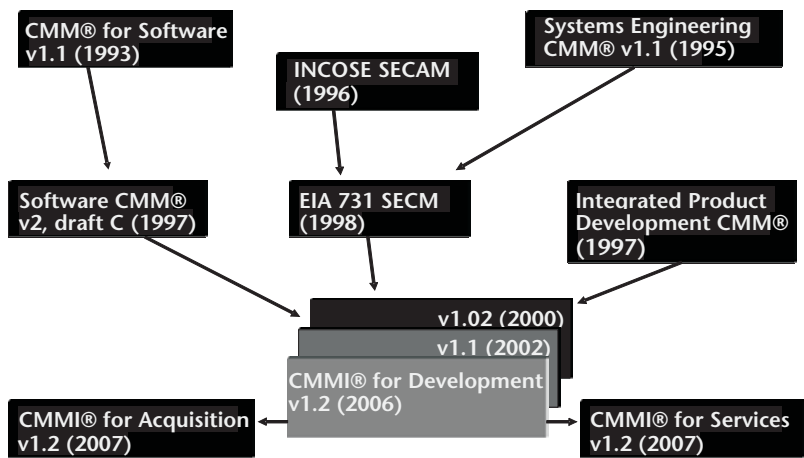 CMM® for Software
v1.1 (1993)
INCOSE SECAM
(1996)
Systems Engineering
CMM® v1.1 (1995)
Software CMM®
v2, draft C (1997)
EIA 731 SECM
(1998)
Integrated Product
Development CMM®
(1997)
v1.02 (2000)
v1.1 (2002)
CMMI® for Development
v1.2 (2006)
CMMI® for Acquisition
v1.2 (2007)
CMMI® for Services
v1.2 (2007)